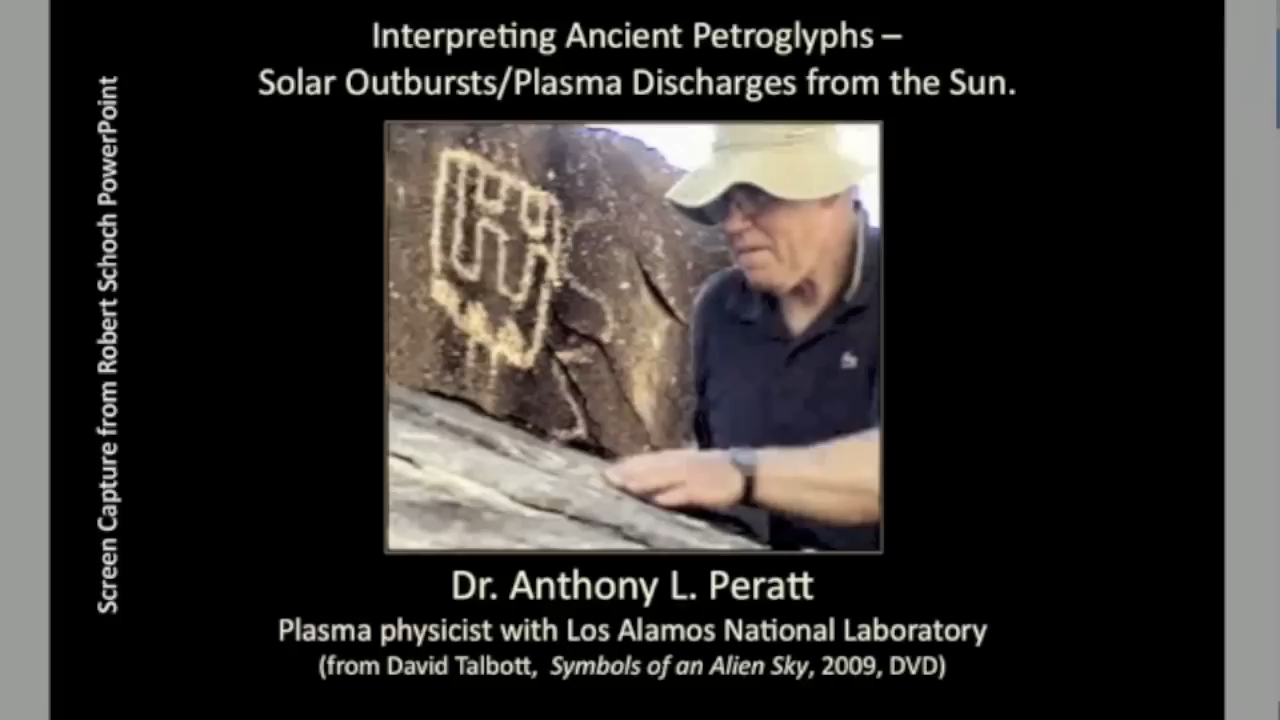 Interpreting Ancient Petroglyphs –
Solar Outbursts/Plasma Discharges from the Sun.
Screen Capture from Robert Schoch PowerPoint
Dr. Anthony L. Peratt
Plasma physicist with Los Alamos National Laboratory
(from David Talbott, Symbols of an Alien Sky, 2009, DVD)